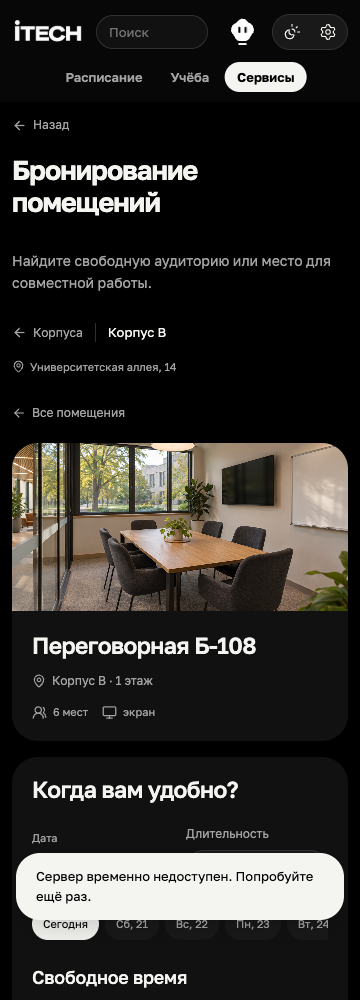 iTECH
Поиск
Расписание
Учёба
Сервисы
Назад
Бронирование
помещений
Найдите свободную аудиторию или место для
совместной работы.
Корпуса
Корпус B
Университетская аллея, 14
Все помещения
Переговорная Б-108
Корпус B · 1 этаж
6 мест
экран
Когда вам удобно?
Дата
Длительность
Сервер временно недоступен. Попробуйте
ещё раз.
Сегодня
Сб, 21
Вс, 22
Пн, 23
Вт, 24
Свободное время